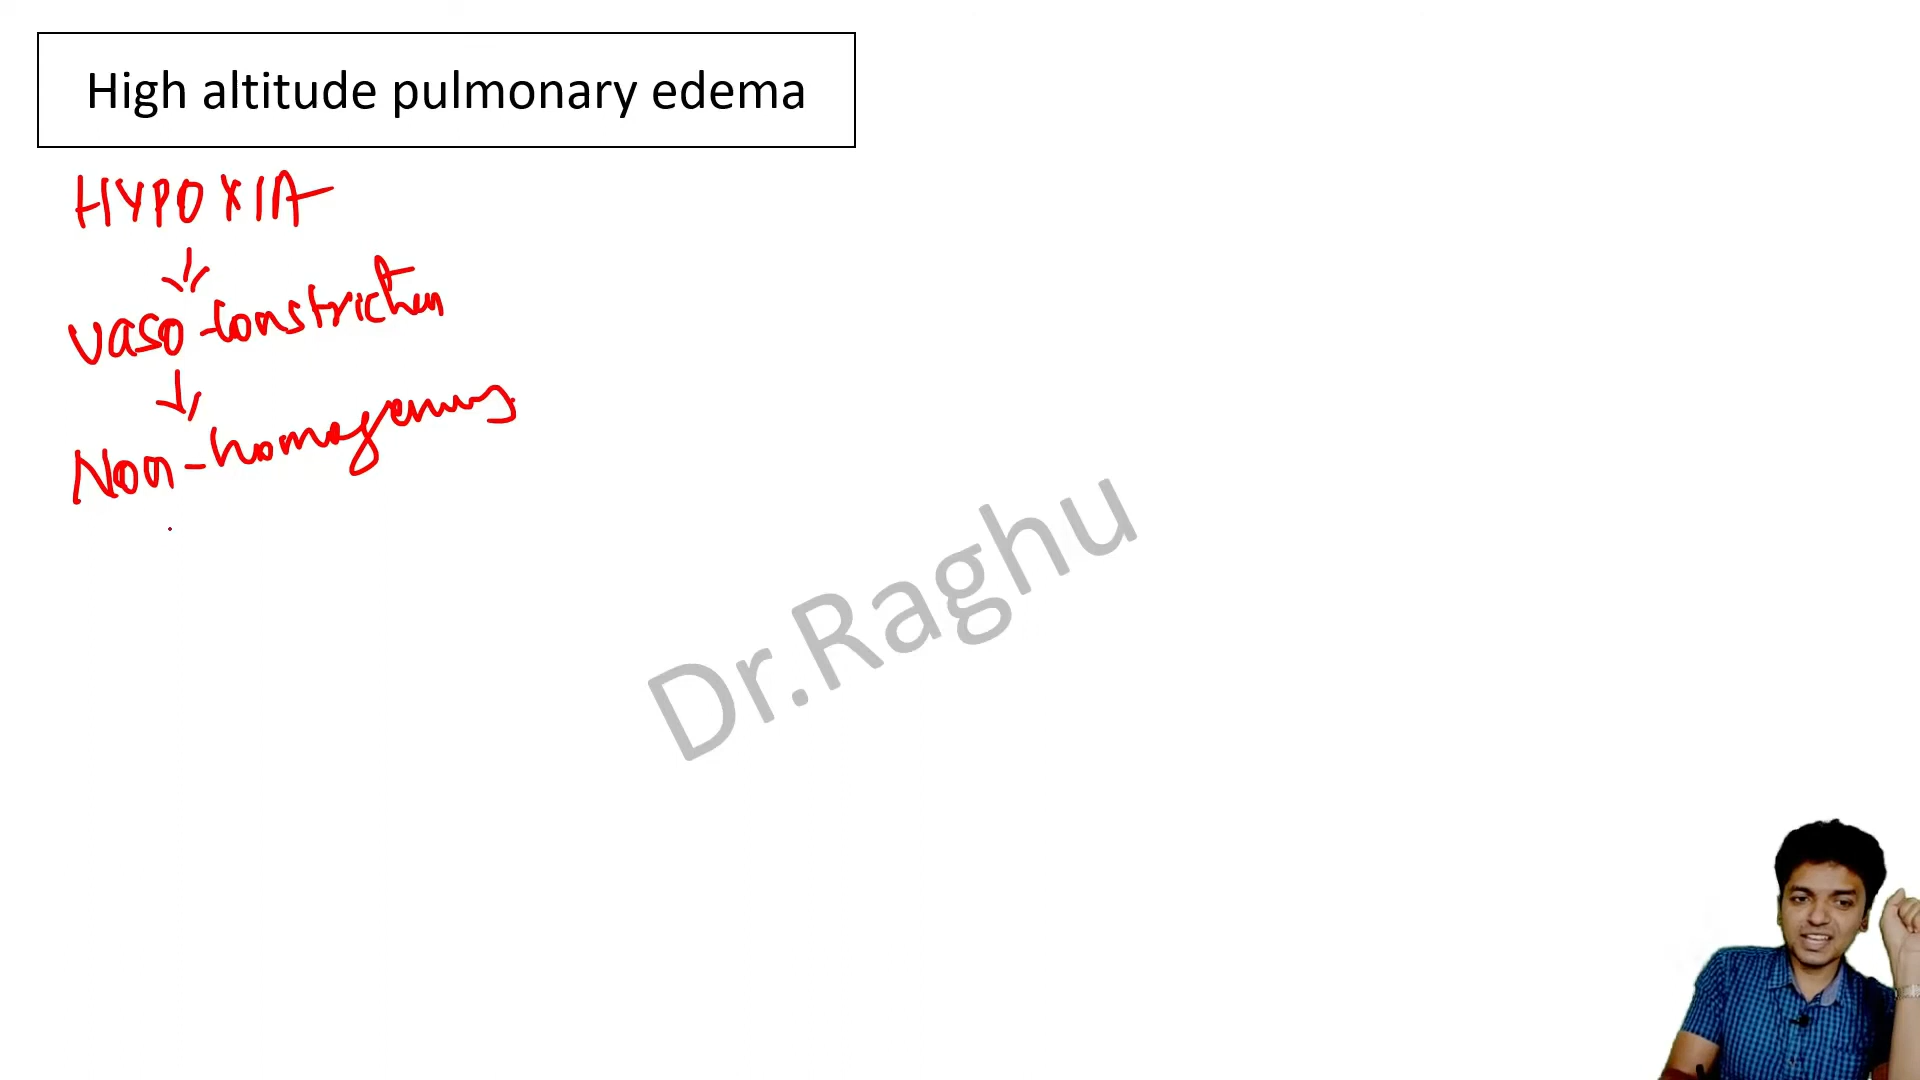 High altitude pulmonary edema
HYPOXIA
Vaso-constriction
Non-homogenous
Dr.Raghu